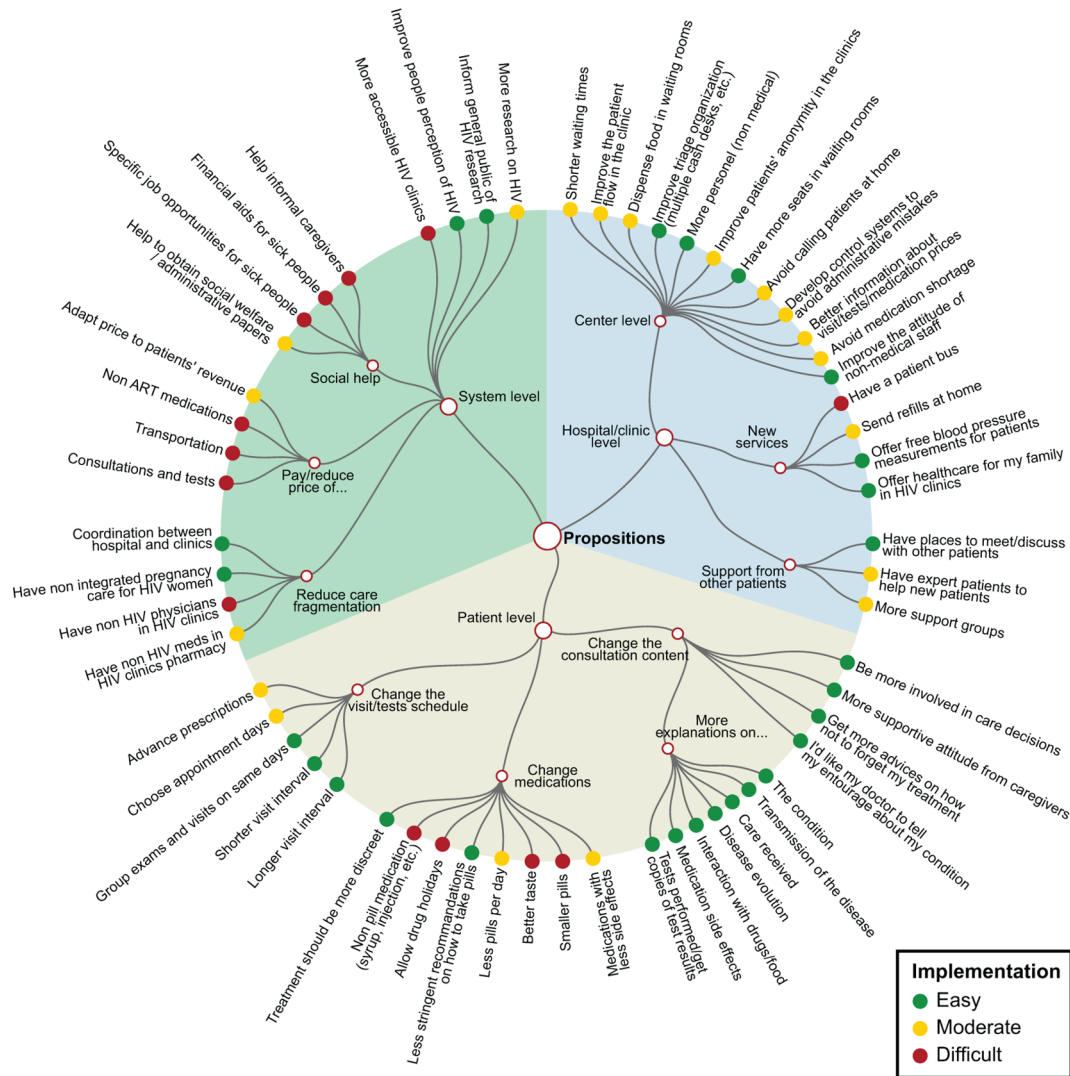 Improve people perception of HIV
Inform general public of
HIV research
More research on HIV
More accessible HIV clinics
Help informal caregivers
Financial aids for sick people
Specific job opportunities for sick people
Help to obtain social welfare
/ administrative papers
Adapt price to patients' revenue
Non ART medications
Transportation
Consultations and tests
Coordination between
hospital and clinics
Have non integrated pregnancy
care for HIV women
Have non HIV physicians
in HIV clinics
Have non HIV meds in
HIV clinics pharmacy
Social help
System level
Pay/reduce
price of...
Reduce care
fragmentation
Shorter waiting times
Improve the patient
flow in the clinic
Dispense food in waiting rooms
Improve triage organization
(multiple cash desks, etc.)
More personel (non medical)
Improve patients' anonymity in the clinics
Have more seats in waiting rooms
Avoid calling patients at home
Develop control systems to
avoid administrative mistakes
Better information about
visit/tests/medication prices
Avoid medication shortage
Improve the attitude of
non-medical staff
Have a patient bus
Send refills at home
Offer free blood pressure
measurements for patients
Offer healthcare for my family
in HIV clinics
Have places to meet/discuss
with other patients
Have expert patients to
help new patients
More support groups
Center level
Hospital/clinic
level
New
services
Support from
other patients
Propositions
Patient level
Change the
consultation content
Change the
visit/tests schedule
More
explanations on...
Change
medications
Be more involved in care decisions
More supportive attitude from caregivers
Get more advices on how
not to forget my treatment
I'd like my doctor to tell
my entourage about my condition
The condition
Transmission of the disease
Care received
Disease evolution
Interaction with drugs/food
Medication side effects
Tests performed/get
copies of test results
Medications with
less side effects
Smaller pills
Better taste
Less pills per day
Less stringent recommandations
on how to take pills
Allow drug holidays
Non pill medication
(syrup, injection, etc.)
Treatment should be more discreet
Longer visit interval
Shorter visit interval
Group exams and visits on same days
Choose appointment days
Advance prescriptions
Implementation
Easy
Moderate
Difficult